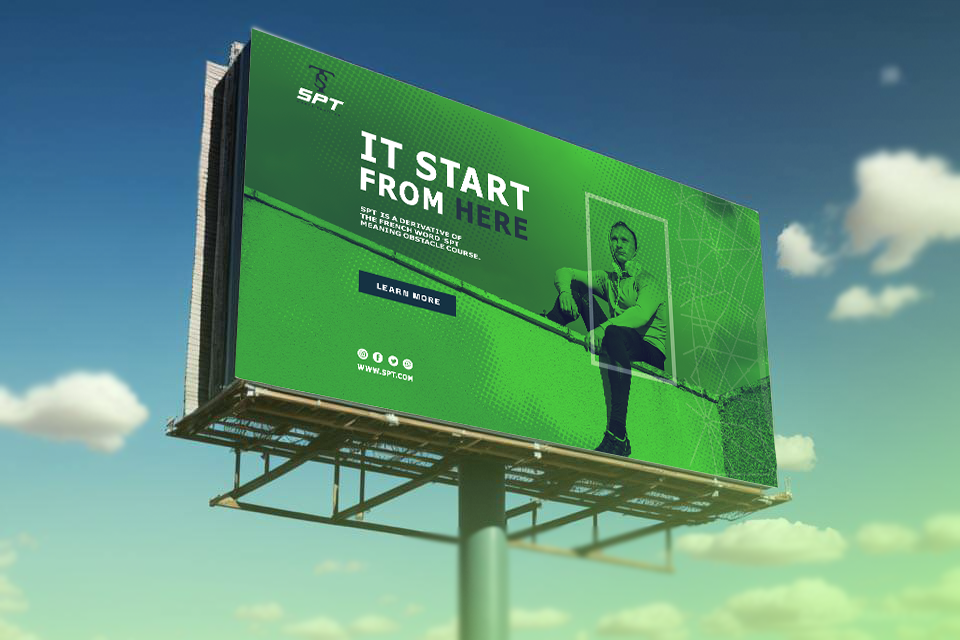 SPT
IT START
FROM HERE
SPT IS A DERIVATIVE OF
THE FRENCH WORD SPT
MEANING OBSTACLE COURSE.
LEARN MORE
WWW.SPT.COM